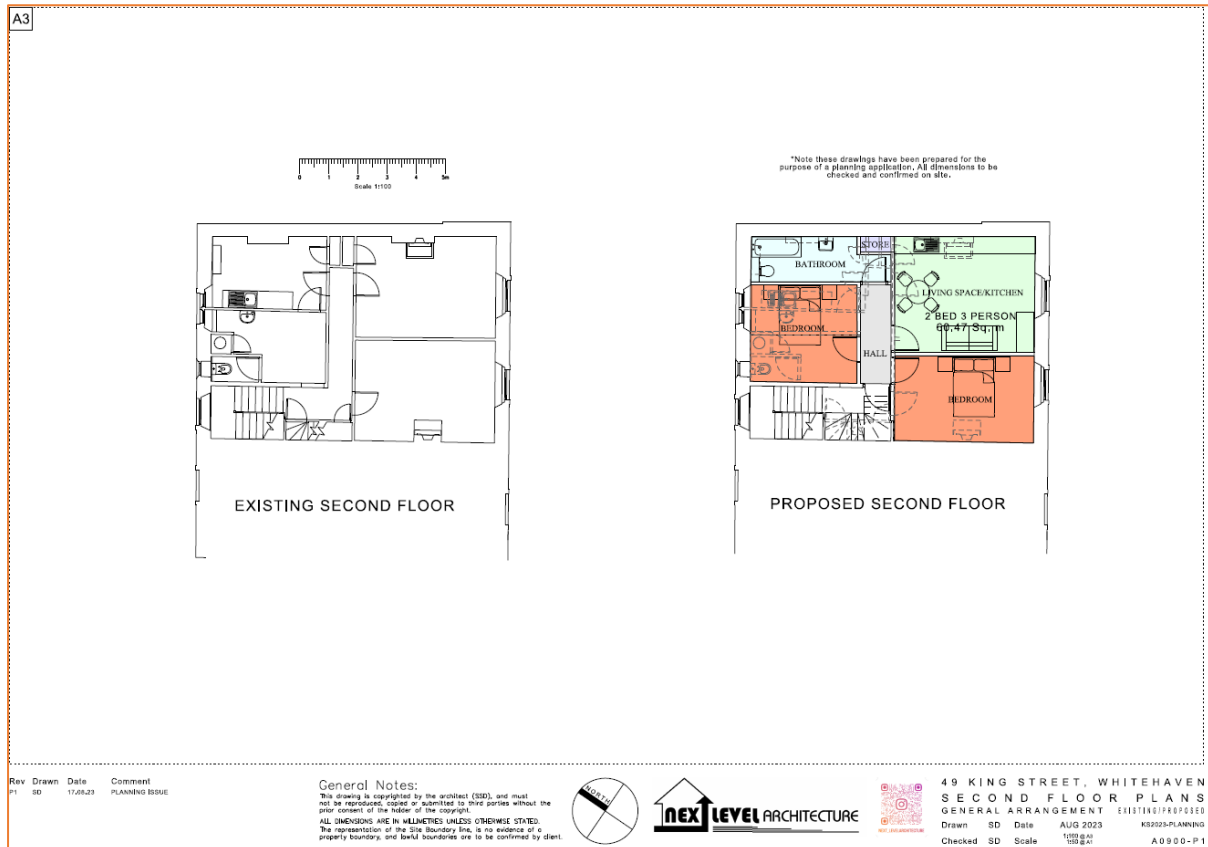 A3
0 1 2 3 4 5m
Scale 1:100
*Note these drawings have been prepared for the
purpose of a planning application. All dimensions to be
checked and confirmed on site.
STORE
BATHROOM
LIVING SPACE/KITCHEN
2 BED 3 PERSON
60.47 Sq. m
BEDROOM
HALL
BEDROOM
EXISTING SECOND FLOOR
PROPOSED SECOND FLOOR
Rev Drawn Date Comment
P1 SD 17.08.23 PLANNING ISSUE
General Notes:
This drawing is copyrighted by the architect (SSD), and must
not be reproduced, copied or submitted to third parties without the
prior consent of the holder of the copyright.
ALL DIMENSIONS ARE IN MILLIMETRES UNLESS OTHERWISE STATED.
The representation of the Site Boundary line, is no evidence of a
property boundary, and lawful boundaries are to be confirmed by client.
NORTH
NEXT LEVEL ARCHITECTURE
NEXT_LEVELARCHITECTURE
49 KING STREET, WHITEHAVEN
SECOND FLOOR PLANS
GENERAL ARRANGEMENT EXISTING/PROPOSED
Drawn SD Date AUG 2023 KS2023-PLANNING
Checked SD Scale 1:100 @ A3 1:50 @ A1 A0900-P1